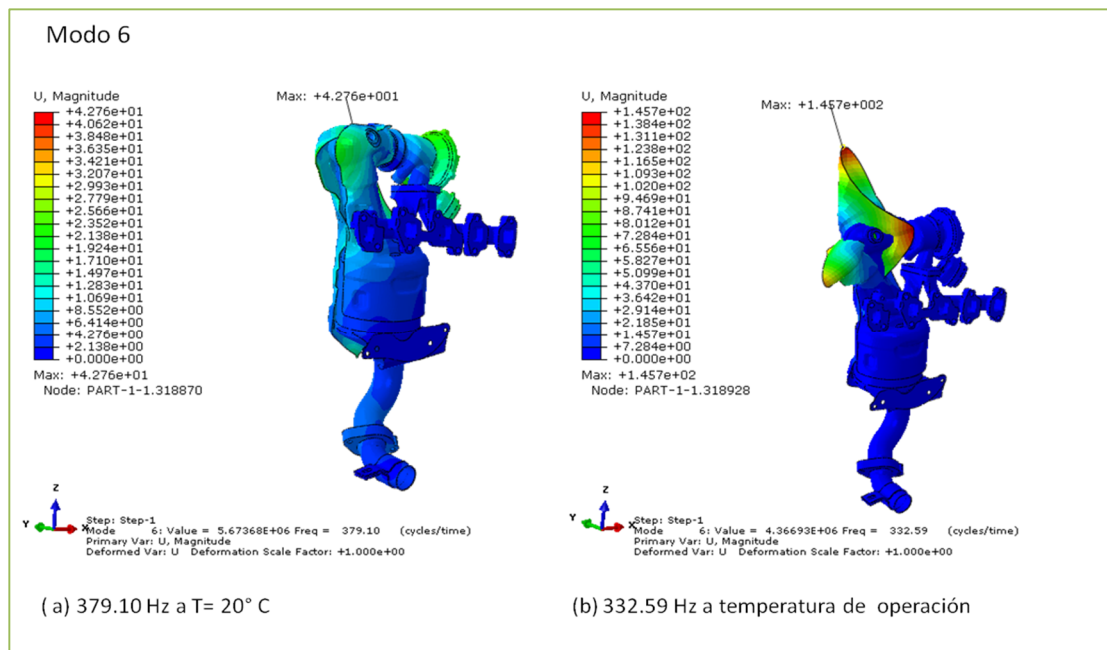 Modo 6
U, Magnitude
+4.276e+01
+4.062e+01
+3.848e+01
+3.635e+01
+3.421e+01
+3.207e+01
+2.993e+01
+2.779e+01
+2.566e+01
+2.352e+01
+2.138e+01
+1.924e+01
+1.710e+01
+1.497e+01
+1.283e+01
+1.069e+01
+8.552e+00
+6.414e+00
+4.276e+00
+2.138e+00
+0.000e+00
Max: +4.276e+01
Node: PART-1-1.318870
Max: +4.276e+001
Z
Y
X
Step: Step-1
Mode 6: Value = 5.67368E+06 Freq = 379.10 (cycles/time)
Primary Var: U, Magnitude
Deformed Var: U Deformation Scale Factor: +1.000e+00
( a) 379.10 Hz a T= 20° C
U, Magnitude
+1.457e+02
+1.384e+02
+1.311e+02
+1.238e+02
+1.165e+02
+1.093e+02
+1.020e+02
+9.469e+01
+8.741e+01
+8.012e+01
+7.284e+01
+6.556e+01
+5.827e+01
+5.099e+01
+4.370e+01
+3.642e+01
+2.914e+01
+2.185e+01
+1.457e+01
+7.284e+00
+0.000e+00
Max: +1.457e+02
Node: PART-1-1.318928
Max: +1.457e+002
Z
Y
X
Step: Step-1
Mode 6: Value = 4.36693E+06 Freq = 332.59 (cycles/time)
Primary Var: U, Magnitude
Deformed Var: U Deformation Scale Factor: +1.000e+00
(b) 332.59 Hz a temperatura de operación